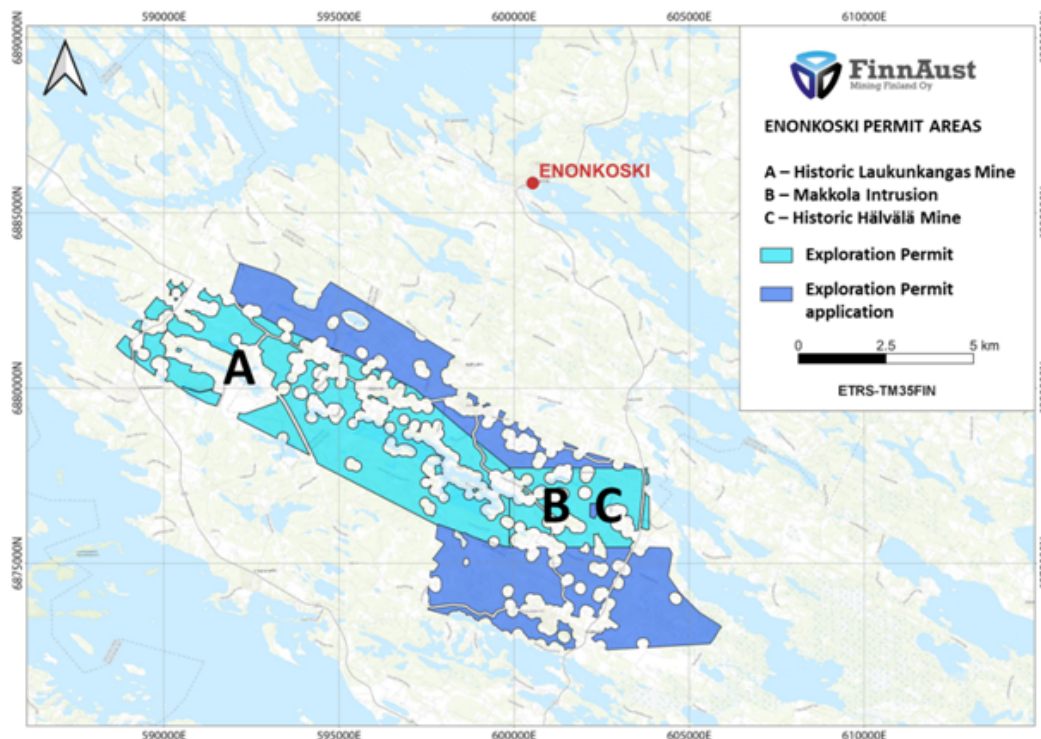 590000E 595000E 600000E 605000E 610000E
6890000N
6885000N
6880000N
6875000N
FinnAust
Mining Finland Oy
ENONKOSKI PERMIT AREAS
A – Historic Laukunkangas Mine
B – Makkola Intrusion
C – Historic Hälvälä Mine
Exploration Permit
Exploration Permit
application
0 2.5 5 km
ETRS-TM35FIN
ENONKOSKI
A
B C
590000E 595000E 600000E 605000E 610000E